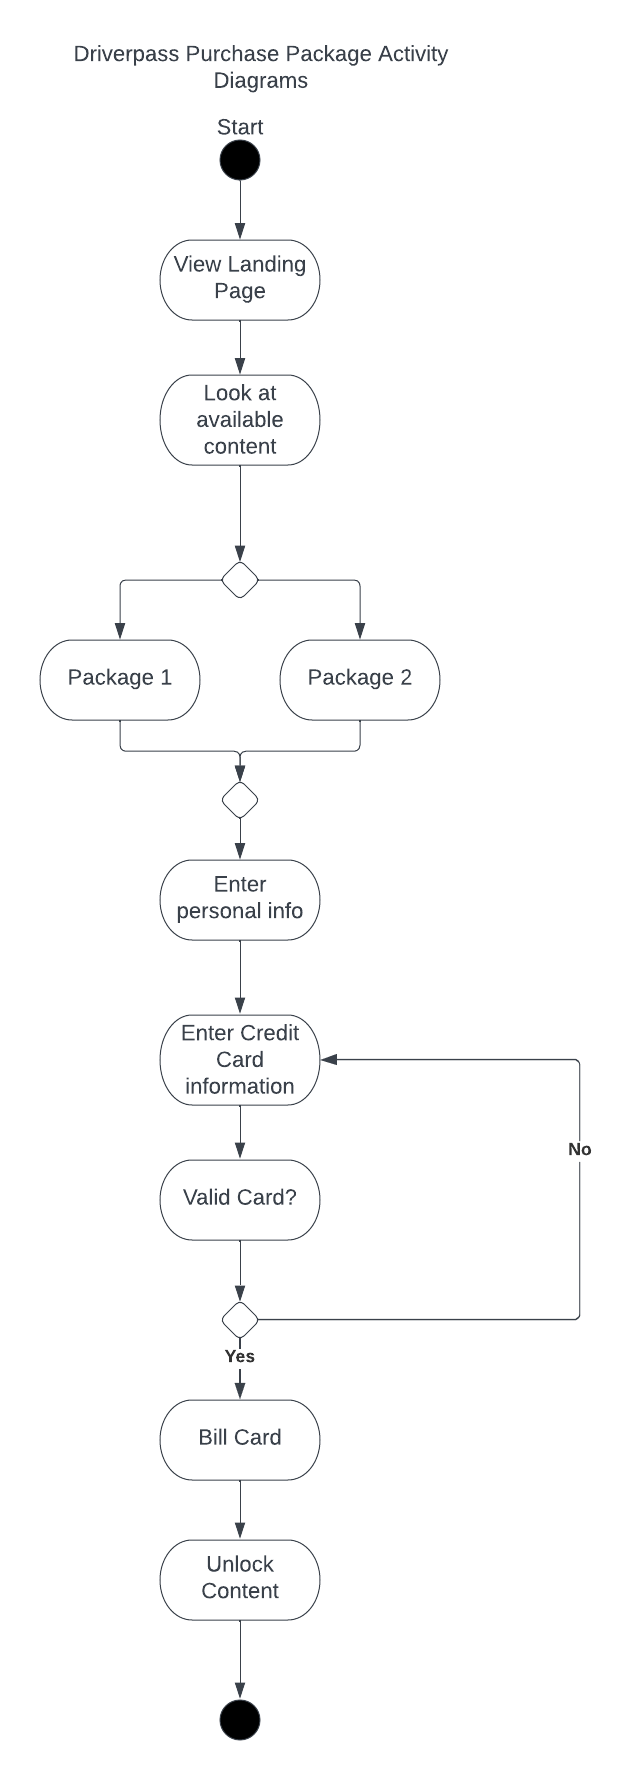 Driverpass Purchase Package Activity
Diagrams
Start
View Landing
Page
Look at
available
content
Package 1
Package 2
Enter
personal info
Enter Credit
Card
information
No
Valid Card?
Yes
Bill Card
Unlock
Content